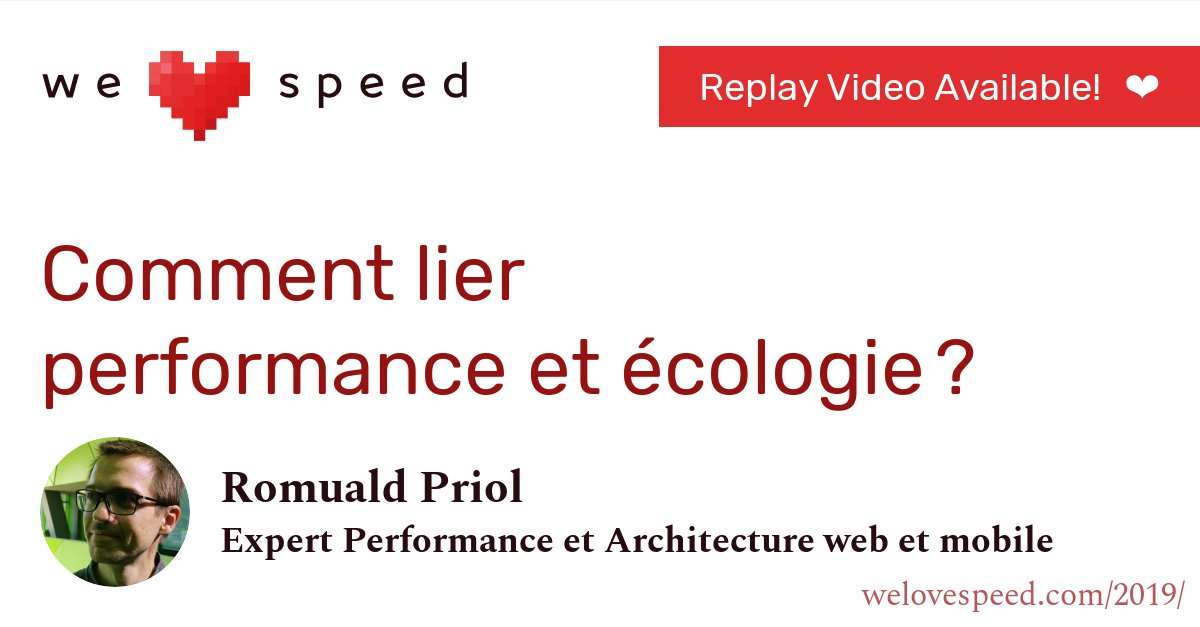 we speed
Replay Video Available! ❤
Comment lier
performance et écologie ?
Romuald Priol
Expert Performance et Architecture web et mobile
welovespeed.com/2019/